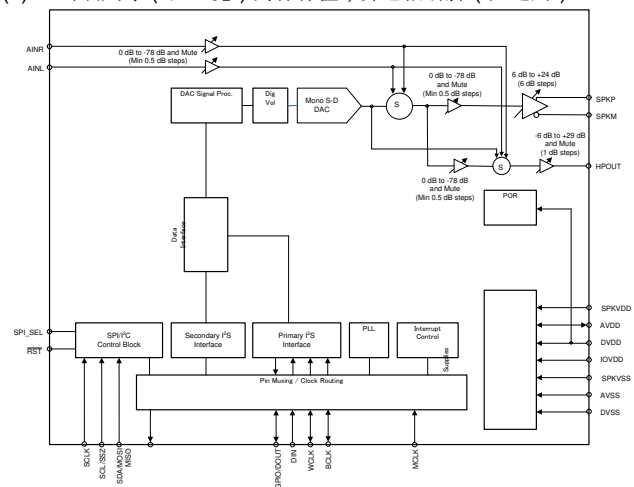 AINR
AINL
0 dB to -78 dB and Mute
(Min 0.5 dB steps)
DAC Signal Proc.
Dig
Vol
Mono S-D
DAC
S
0 dB to -78 dB
and Mute
(Min 0.5 dB steps)
6 dB to +24 dB
(6 dB steps)
SPKP
SPKM
-6 dB to +29 dB
and Mute
(1 dB steps)
S
HPOUT
0 dB to -78 dB
and Mute
(Min 0.5 dB steps)
POR
Data
Interface
SPI_SEL
RST
SPI/I²C
Control Block
Secondary I²S
Interface
Primary I²S
Interface
PLL
Interrupt
Control
Supplies
SPKVDD
AVDD
DVDD
IOVDD
SPKVSS
AVSS
DVSS
Pin Muxing / Clock Routing
SCLK
SCL/SSZ
SDA/MOSI
MISO
GPIO/DOUT
DIN
WCLK
BCLK
MCLK